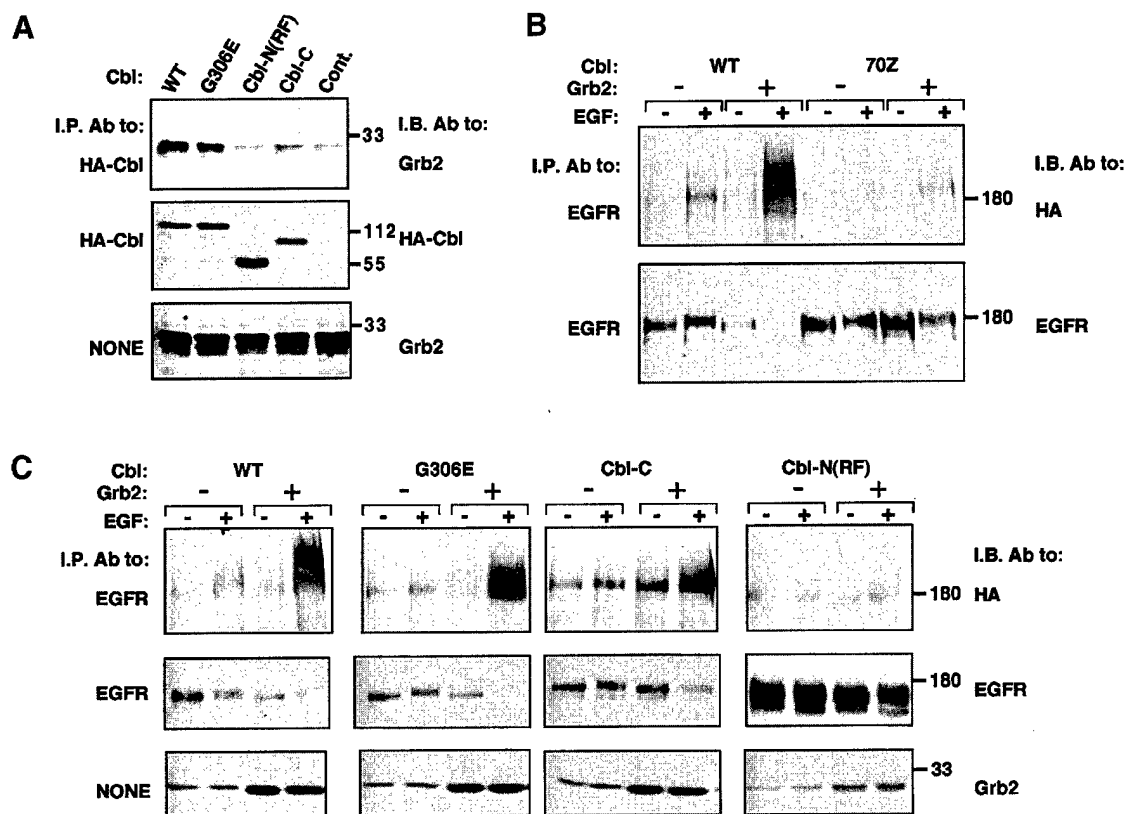 A
Cbl: WT G306E Cbl-N(RF) Cbl-C Cont.
I.P. Ab to: 33 I.B. Ab to:
HA-Cbl Grb2
HA-Cbl 112 HA-Cbl
55
33
NONE Grb2
B
Cbl: WT 70Z
Grb2: - + - +
EGF: - + - + - + - +
I.P. Ab to: I.B. Ab to:
EGFR 180 HA
EGFR 180 EGFR
C
Cbl: WT G306E Cbl-C Cbl-N(RF)
Grb2: - + - + - + - +
EGF: - + - + - + - + - + - + - + - +
I.P. Ab to: I.B. Ab to:
EGFR 180 HA
EGFR 180 EGFR
33
NONE Grb2